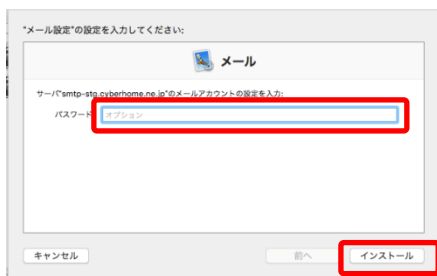 "メール設定"の設定を入力してください:
メール
サーバ"smtp-stg.cyberhome.ne.jp"のメールアカウントの設定を入力:
パスワード
オプション
キャンセル
前へ
インストール